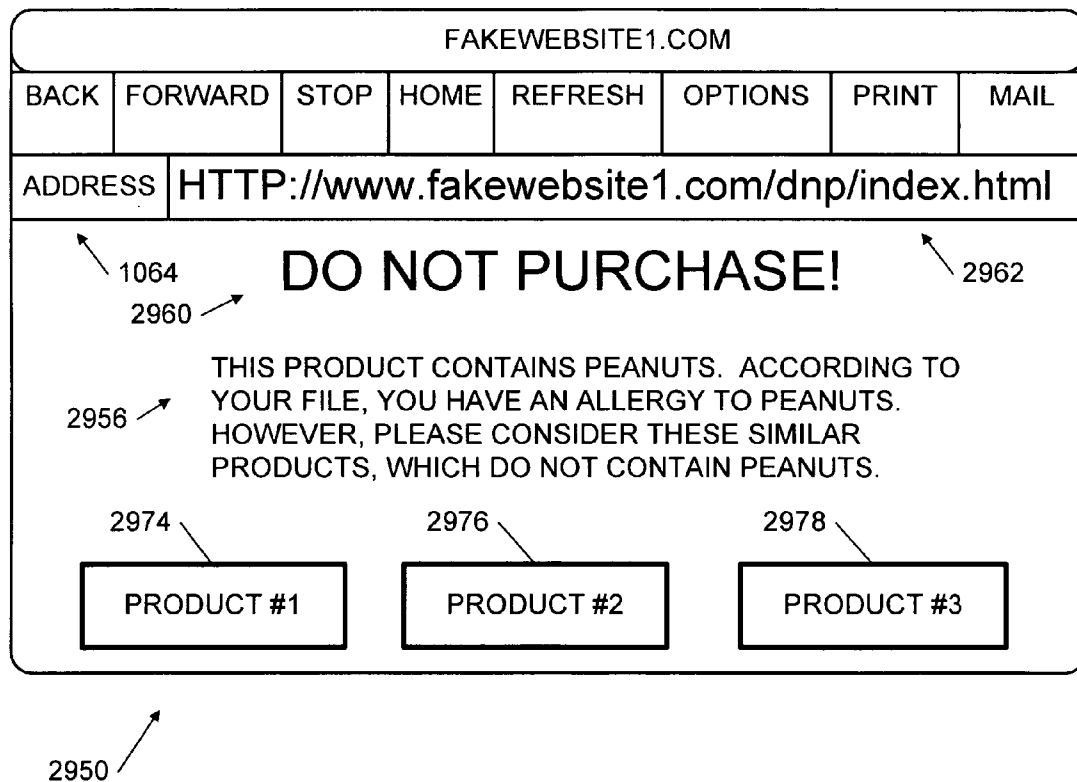 FAKEWEBSITE1.COM
BACK FORWARD STOP HOME REFRESH OPTIONS PRINT MAIL
ADDRESS HTTP://www.fakewebsite1.com/dnp/index.html
1064 DO NOT PURCHASE! 2962
2960
THIS PRODUCT CONTAINS PEANUTS. ACCORDING TO
2956 YOUR FILE, YOU HAVE AN ALLERGY TO PEANUTS.
HOWEVER, PLEASE CONSIDER THESE SIMILAR
PRODUCTS, WHICH DO NOT CONTAIN PEANUTS.
2974 2976 2978
PRODUCT #1 PRODUCT #2 PRODUCT #3
2950